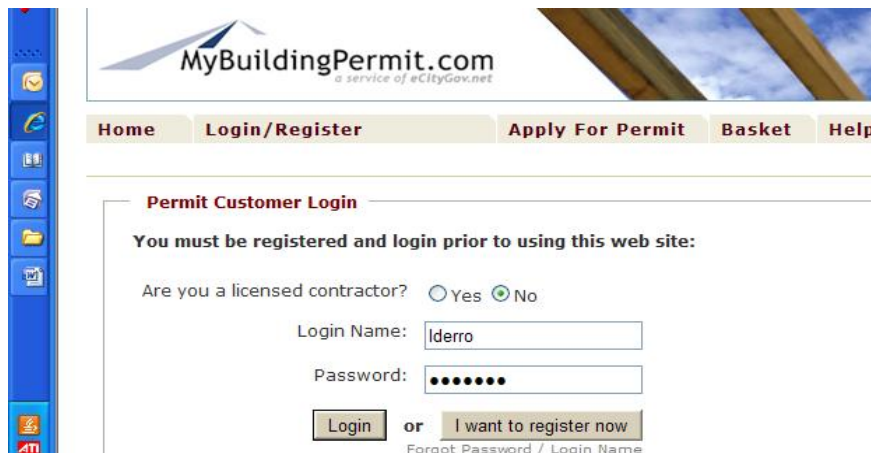 MyBuildingPermit.com
a service of eCityGov.net
Home Login/Register Apply For Permit Basket Help
Permit Customer Login
You must be registered and login prior to using this web site:
Are you a licensed contractor? Yes No
Login Name: lderro
Password: •••••••
Login or I want to register now
Forgot Password / Login Name
ATI